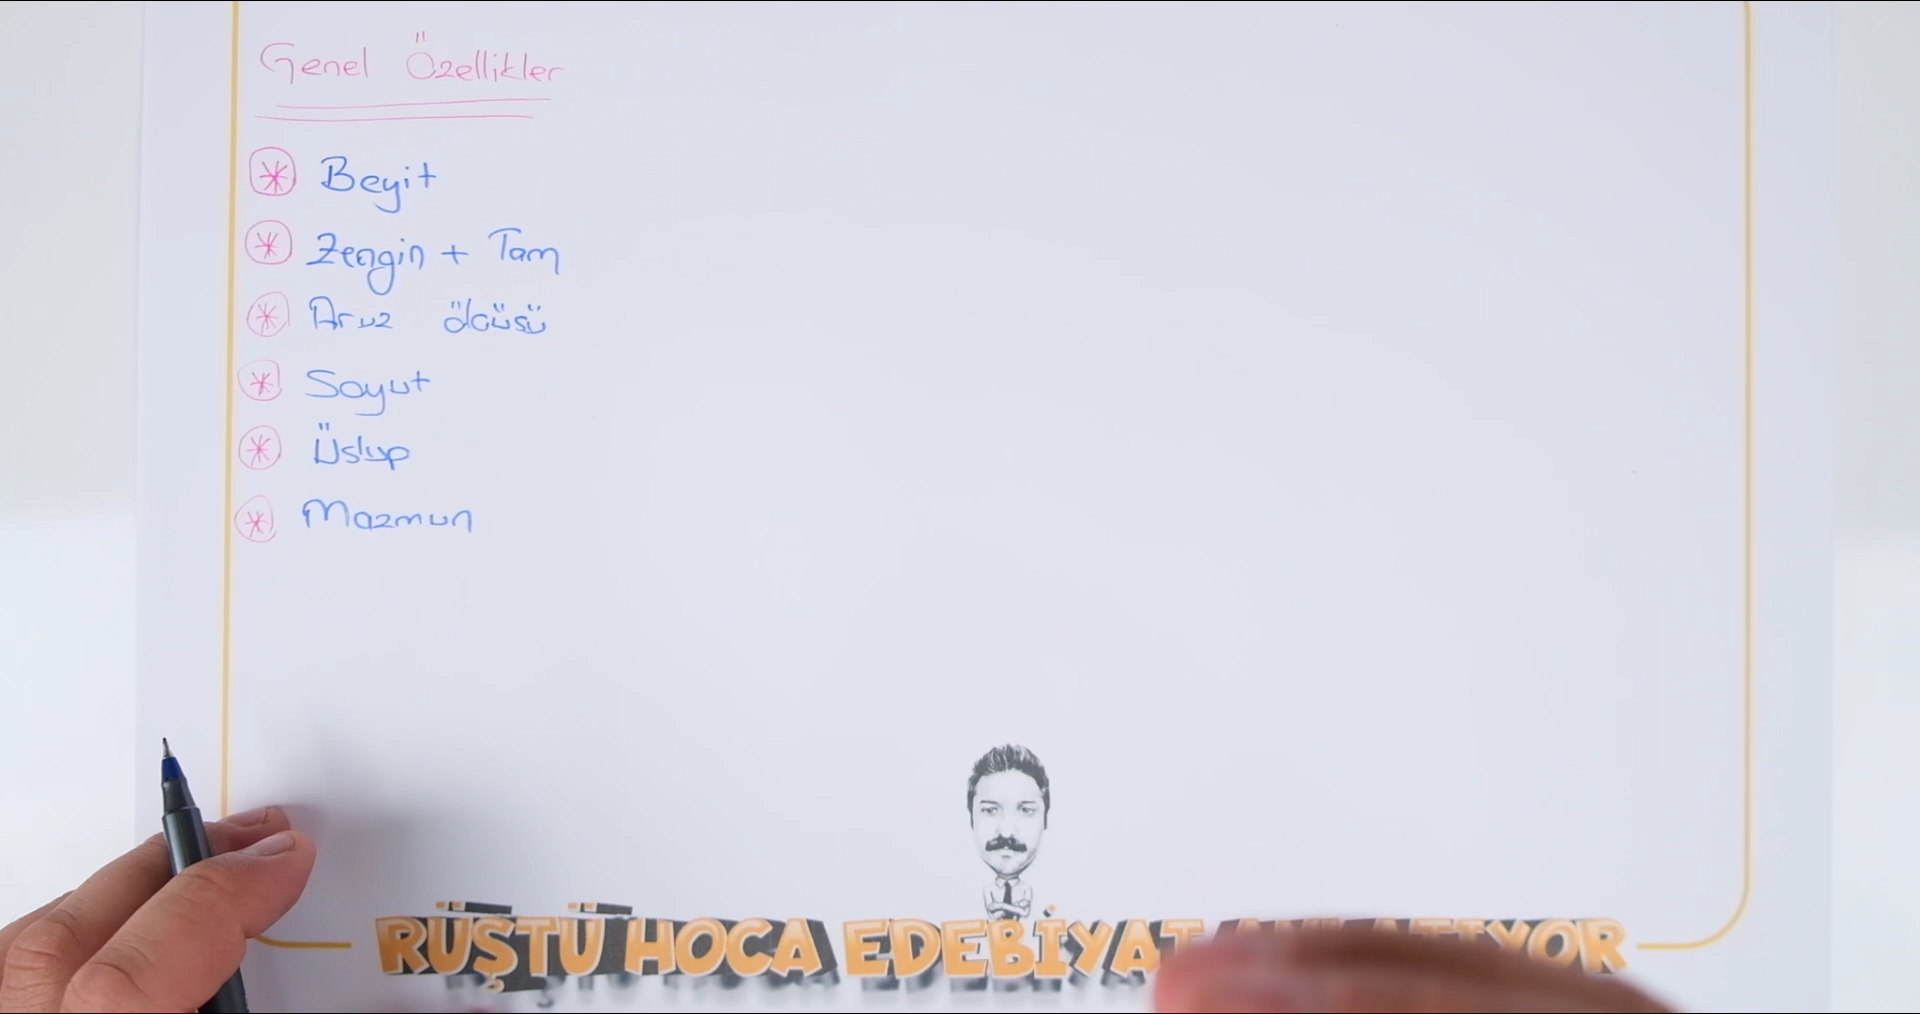 Genel Özellikler
* Beyit
* Zengin + Tam
* Aruz ölçüsü
* Soyut
* Üslup
* Mazmun
RÜŞTÜ HOCA EDEBİYAT